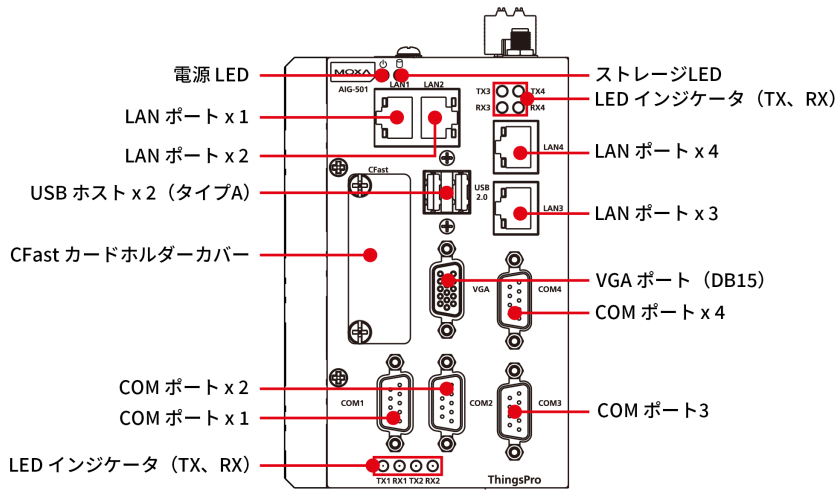 電源 LED
LAN ポート x 1
LAN ポート x 2
USB ホスト x 2（タイプA）
CFast カードホルダーカバー
COM ポート x 2
COM ポート x 1
LED インジケータ（TX、RX）
MOXA
AIG-501
LAN1 LAN2
TX3 TX4
RX3 RX4
LAN4
CFast
USB
2.0
LAN3
VGA
COM4
COM1
COM2
COM3
TX1 RX1 TX2 RX2
ThingsPro
ストレージLED
LED インジケータ（TX、RX）
LAN ポート x 4
LAN ポート x 3
VGA ポート（DB15）
COM ポート x 4
COM ポート3